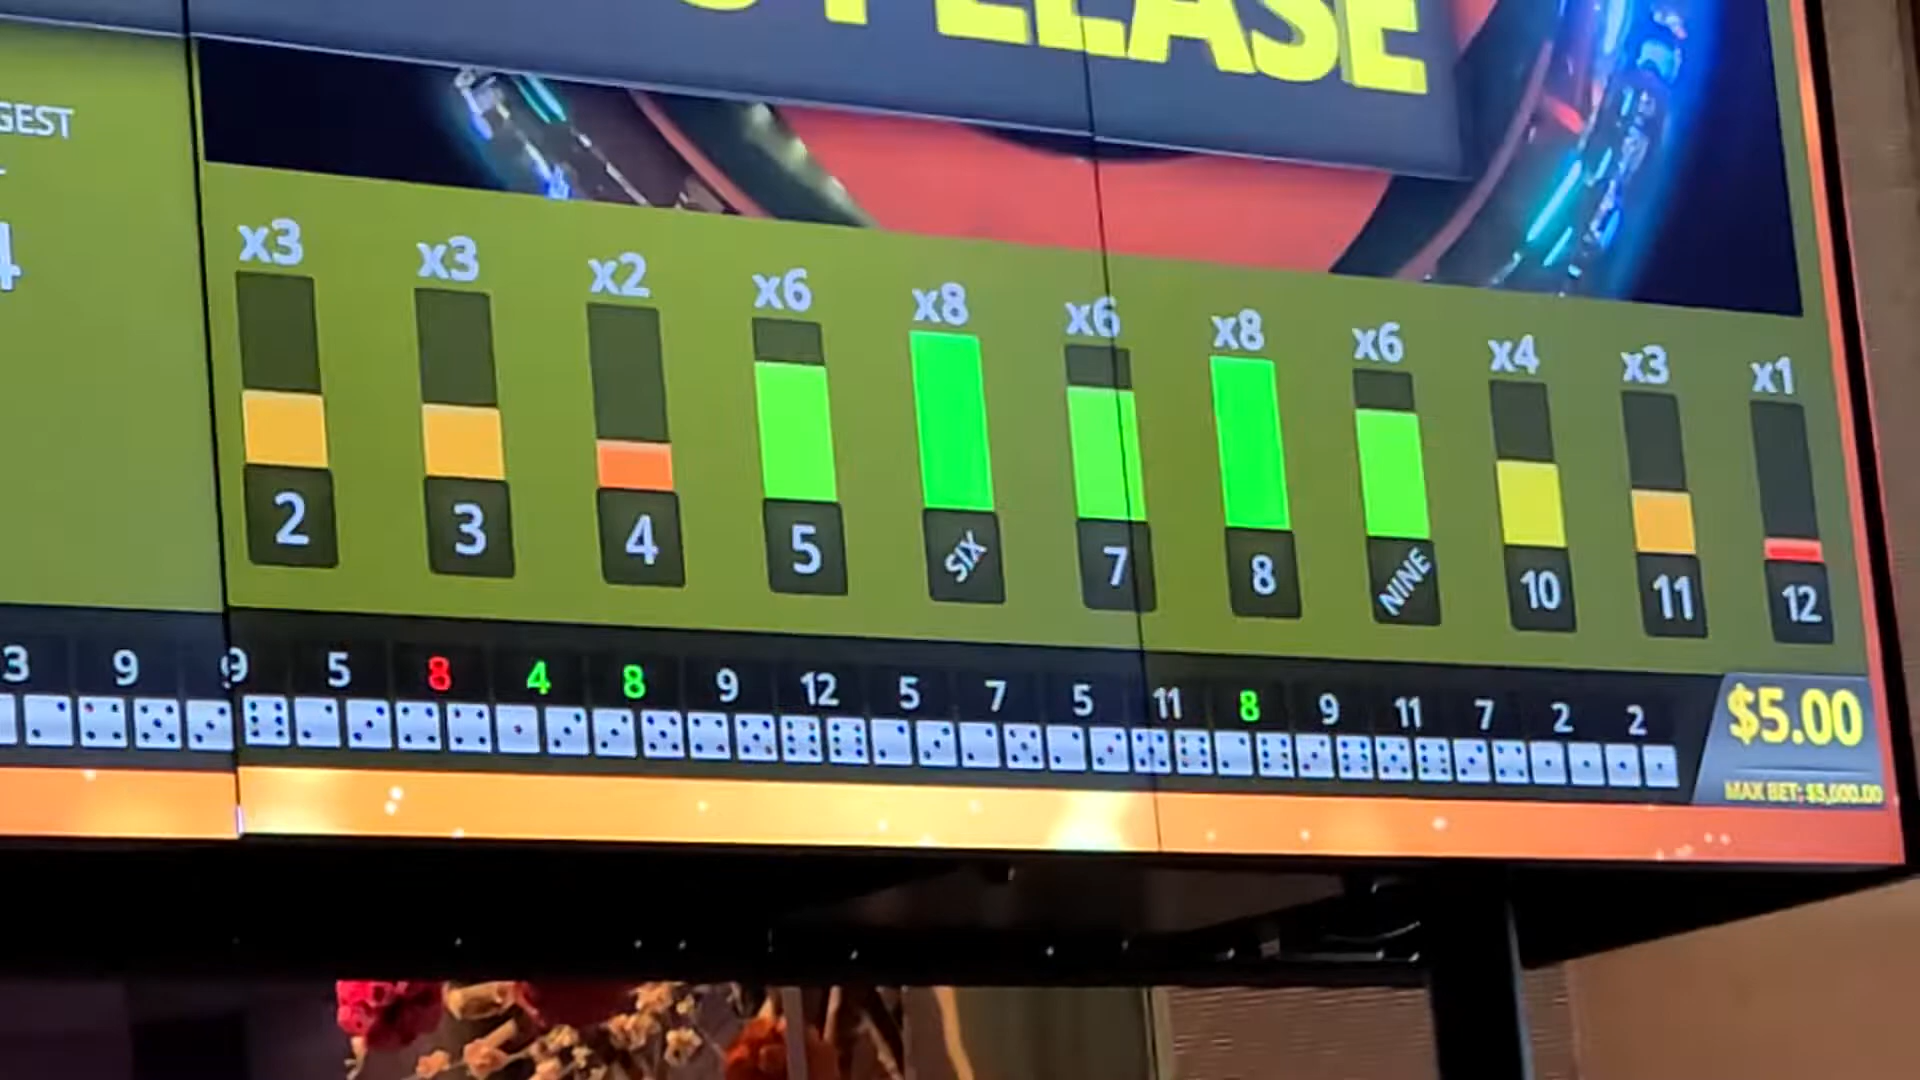 PLEASE
GEST
4
x3 x3 x2 x6 x8 x6 x8 x6 x4 x3 x1
2 3 4 5 SIX 7 8 NINE 10 11 12
3 9 9 5 8 4 8 9 12 5 7 5 11 8 9 11 7 2 2
$5.00
MAX BET: $5,000.00